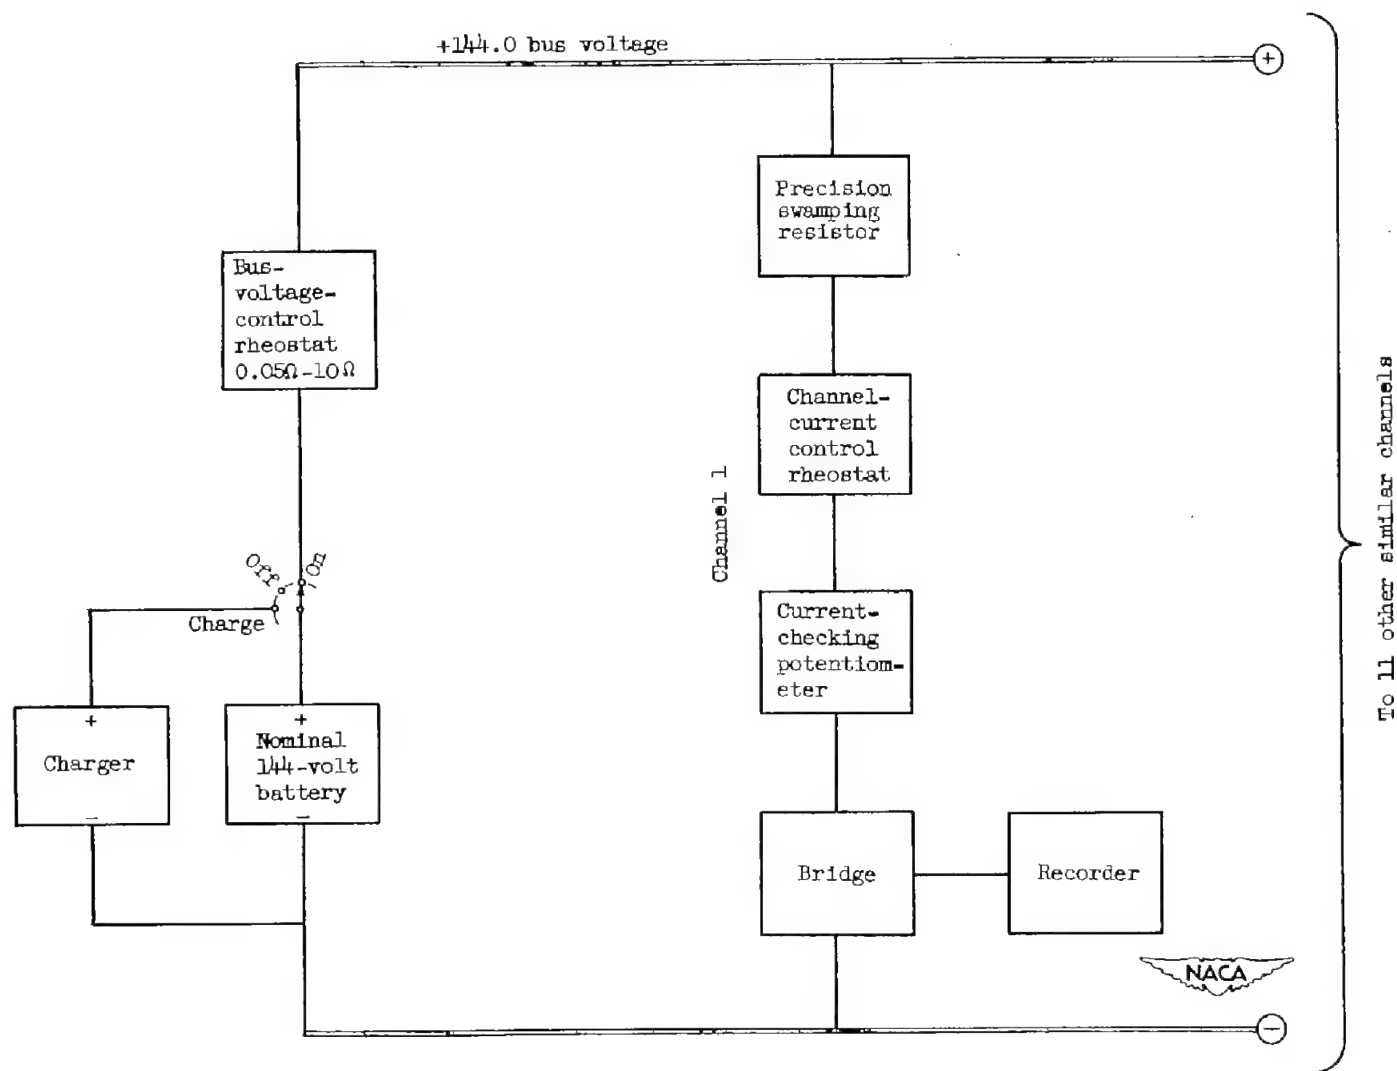 +144.0 bus voltage
+
Precision
swamping
resistor
Bus-
voltage-
control
rheostat
0.05Ω-10Ω
Channel-
current
control
rheostat
Channel 1
To 11 other similar channels
Off
On
Charge
Current-
checking
potentiom-
eter
+
Charger
−
+
Nominal
144-volt
battery
−
Bridge
Recorder
NACA
−